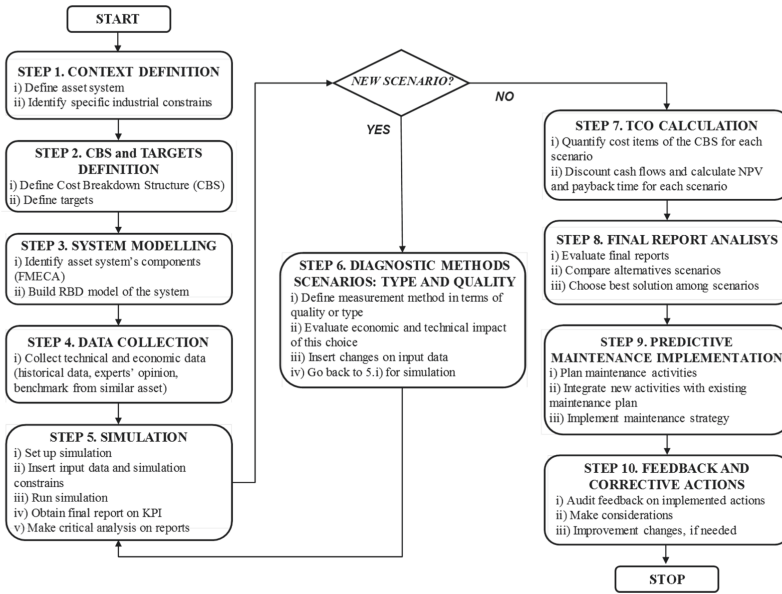 START
STEP 1. CONTEXT DEFINITION
i) Define asset system
ii) Identify specific industrial constrains
STEP 2. CBS and TARGETS
DEFINITION
i) Define Cost Breakdown Structure (CBS)
ii) Define targets
STEP 3. SYSTEM MODELLING
i) Identify asset system's components
(FMECA)
ii) Build RBD model of the system
STEP 4. DATA COLLECTION
i) Collect technical and economic data
(historical data, experts' opinion,
benchmark from similar asset)
STEP 5. SIMULATION
i) Set up simulation
ii) Insert input data and simulation
constrains
iii) Run simulation
iv) Obtain final report on KPI
v) Make critical analysis on reports
NEW SCENARIO?
YES
NO
STEP 6. DIAGNOSTIC METHODS
SCENARIOS: TYPE AND QUALITY
i) Define measurement method in terms of
quality or type
ii) Evaluate economic and technical impact
of this choice
iii) Insert changes on input data
iv) Go back to 5.i) for simulation
STEP 7. TCO CALCULATION
i) Quantify cost items of the CBS for each
scenario
ii) Discount cash flows and calculate NPV
and payback time for each scenario
STEP 8. FINAL REPORT ANALISYS
i) Evaluate final reports
ii) Compare alternatives scenarios
iii) Choose best solution among scenarios
STEP 9. PREDICTIVE
MAINTENANCE IMPLEMENTATION
i) Plan maintenance activities
ii) Integrate new activities with existing
maintenance plan
iii) Implement maintenance strategy
STEP 10. FEEDBACK AND
CORRECTIVE ACTIONS
i) Audit feedback on implemented actions
ii) Make considerations
iii) Improvement changes, if needed
STOP